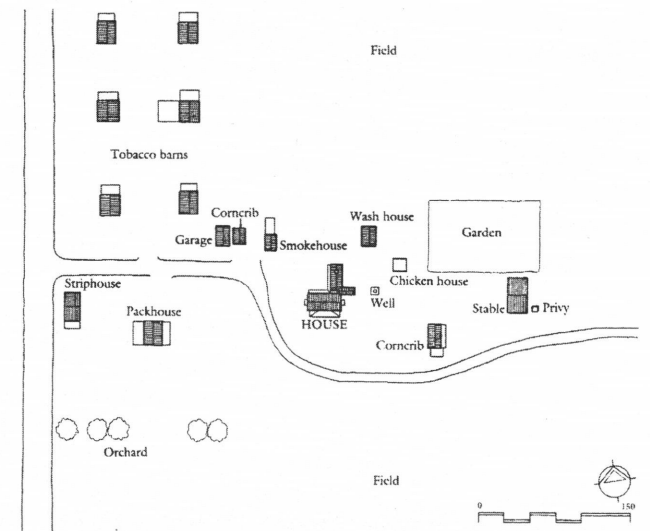 Field
Tobacco barns
Corncrib
Wash house
Garage
Smokehouse
Garden
Chicken house
Striphouse
Well
Stable
Privy
Packhouse
HOUSE
Corncrib
Orchard
Field
0
150